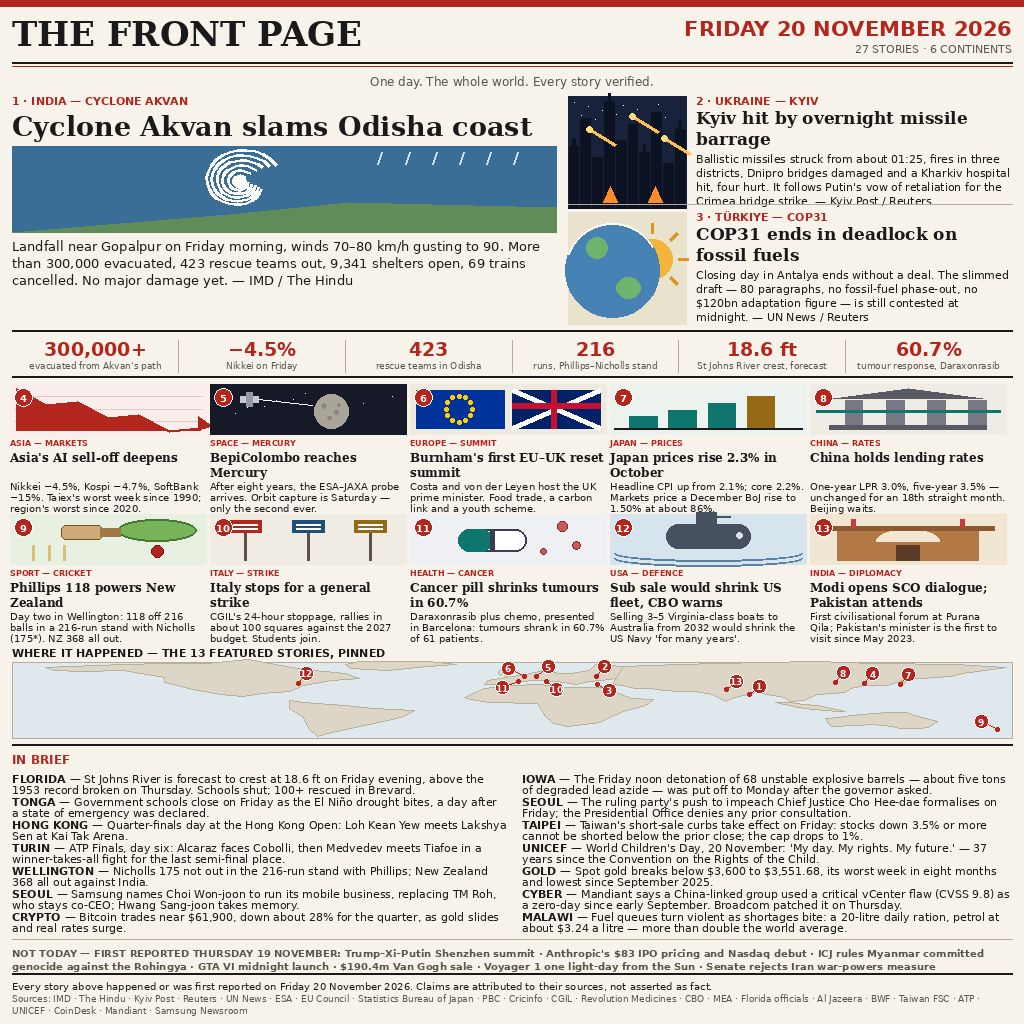 THE FRONT PAGE
FRIDAY 20 NOVEMBER 2026
27 STORIES · 6 CONTINENTS
One day. The whole world. Every story verified.
1 · INDIA — CYCLONE AKVAN
Cyclone Akvan slams Odisha coast
Landfall near Gopalpur on Friday morning, winds 70–80 km/h gusting to 90. More
than 300,000 evacuated, 423 rescue teams out, 9,341 shelters open, 69 trains
cancelled. No major damage yet. — IMD / The Hindu
2 · UKRAINE — KYIV
Kyiv hit by overnight missile
barrage
Ballistic missiles struck from about 01:25, fires in three
districts, Dnipro bridges damaged and a Kharkiv hospital
hit, four hurt. It follows Putin's vow of retaliation for the
Crimea bridge strike. — Kyiv Post / Reuters
3 · TÜRKIYE — COP31
COP31 ends in deadlock on
fossil fuels
Closing day in Antalya ends without a deal. The slimmed
draft — 80 paragraphs, no fossil-fuel phase-out, no
$120bn adaptation figure — is still contested at
midnight. — UN News / Reuters
300,000+
evacuated from Akvan's path
−4.5%
Nikkei on Friday
423
rescue teams in Odisha
216
runs, Phillips–Nicholls stand
18.6 ft
St Johns River crest, forecast
60.7%
tumour response, Daraxonrasib
4
ASIA — MARKETS
Asia's AI sell-off deepens
Nikkei −4.5%, Kospi −4.7%, SoftBank
−15%. Taiex's worst week since 1990;
region's worst since 2020.
5
SPACE — MERCURY
BepiColombo reaches
Mercury
After eight years, the ESA–JAXA probe
arrives. Orbit capture is Saturday —
only the second ever.
6
EUROPE — SUMMIT
Burnham's first EU–UK reset
summit
Costa and von der Leyen host the UK
prime minister. Food trade, a carbon
link and a youth scheme.
7
JAPAN — PRICES
Japan prices rise 2.3% in
October
Headline CPI up from 2.1%; core 2.2%.
Markets price a December BoJ rise to
1.50% at about 86%.
8
CHINA — RATES
China holds lending rates
One-year LPR 3.0%, five-year 3.5% —
unchanged for an 18th straight month.
Beijing waits.
9
SPORT — CRICKET
Phillips 118 powers New
Zealand
Day two in Wellington: 118 off 216
balls in a 216-run stand with Nicholls
(175*). NZ 368 all out.
10
ITALY — STRIKE
Italy stops for a general
strike
CGIL's 24-hour stoppage, rallies in
about 100 squares against the 2027
budget. Students join.
11
HEALTH — CANCER
Cancer pill shrinks tumours
in 60.7%
Daraxonrasib plus chemo, presented
in Barcelona: tumours shrank in 60.7%
of 61 patients.
12
USA — DEFENCE
Sub sale would shrink US
fleet, CBO warns
Selling 3–5 Virginia-class boats to
Australia from 2032 would shrink the
US Navy 'for many years'.
13
INDIA — DIPLOMACY
Modi opens SCO dialogue;
Pakistan attends
First civilisational forum at Purana
Qila; Pakistan's minister is the first to
visit since May 2023.
WHERE IT HAPPENED — THE 13 FEATURED STORIES, PINNED
12
6
5
2
11
10
3
13
1
8
4
7
9
IN BRIEF
FLORIDA — St Johns River is forecast to crest at 18.6 ft on Friday evening, above the
1953 record broken on Thursday. Schools shut; 100+ rescued in Brevard.
TONGA — Government schools close on Friday as the El Niño drought bites, a day after
a state of emergency was declared.
HONG KONG — Quarter-finals day at the Hong Kong Open: Loh Kean Yew meets Lakshya
Sen at Kai Tak Arena.
TURIN — ATP Finals, day six: Alcaraz faces Cobolli, then Medvedev meets Tiafoe in a
winner-takes-all fight for the last semi-final place.
WELLINGTON — Nicholls 175 not out in the 216-run stand with Phillips; New Zealand
368 all out against India.
SEOUL — Samsung names Choi Won-joon to run its mobile business, replacing TM Roh,
who stays co-CEO; Hwang Sang-joon takes memory.
CRYPTO — Bitcoin trades near $61,900, down about 28% for the quarter, as gold slides
and real rates surge.
IOWA — The Friday noon detonation of 68 unstable explosive barrels — about five tons
of degraded lead azide — was put off to Monday after the governor asked.
SEOUL — The ruling party's push to impeach Chief Justice Cho Hee-dae formalises on
Friday; the Presidential Office denies any prior consultation.
TAIPEI — Taiwan's short-sale curbs take effect on Friday: stocks down 3.5% or more
cannot be shorted below the prior close; the cap drops to 1%.
UNICEF — World Children's Day, 20 November: 'My day. My rights. My future.' — 37
years since the Convention on the Rights of the Child.
GOLD — Spot gold breaks below $3,600 to $3,551.68, its worst week in eight months
and lowest since September 2025.
CYBER — Mandiant says a China-linked group used a critical vCenter flaw (CVSS 9.8) as
a zero-day since early September. Broadcom patched it on Thursday.
MALAWI — Fuel queues turn violent as shortages bite: a 20-litre daily ration, petrol at
about $3.24 a litre — more than double the world average.
NOT TODAY — FIRST REPORTED THURSDAY 19 NOVEMBER: Trump–Xi–Putin Shenzhen summit · Anthropic's $83 IPO pricing and Nasdaq debut · ICJ rules Myanmar committed
genocide against the Rohingya · GTA VI midnight launch · $190.4m Van Gogh sale · Voyager 1 one light-day from the Sun · Senate rejects Iran war-powers measure
Every story above happened or was first reported on Friday 20 November 2026. Claims are attributed to their sources, not asserted as fact.
Sources: IMD · The Hindu · Kyiv Post · Reuters · UN News · ESA · EU Council · Statistics Bureau of Japan · PBC · Cricinfo · CGIL · Revolution Medicines · CBO · MEA · Florida officials · Al Jazeera · BWF · Taiwan FSC · ATP ·
UNICEF · CoinDesk · Mandiant · Samsung Newsroom